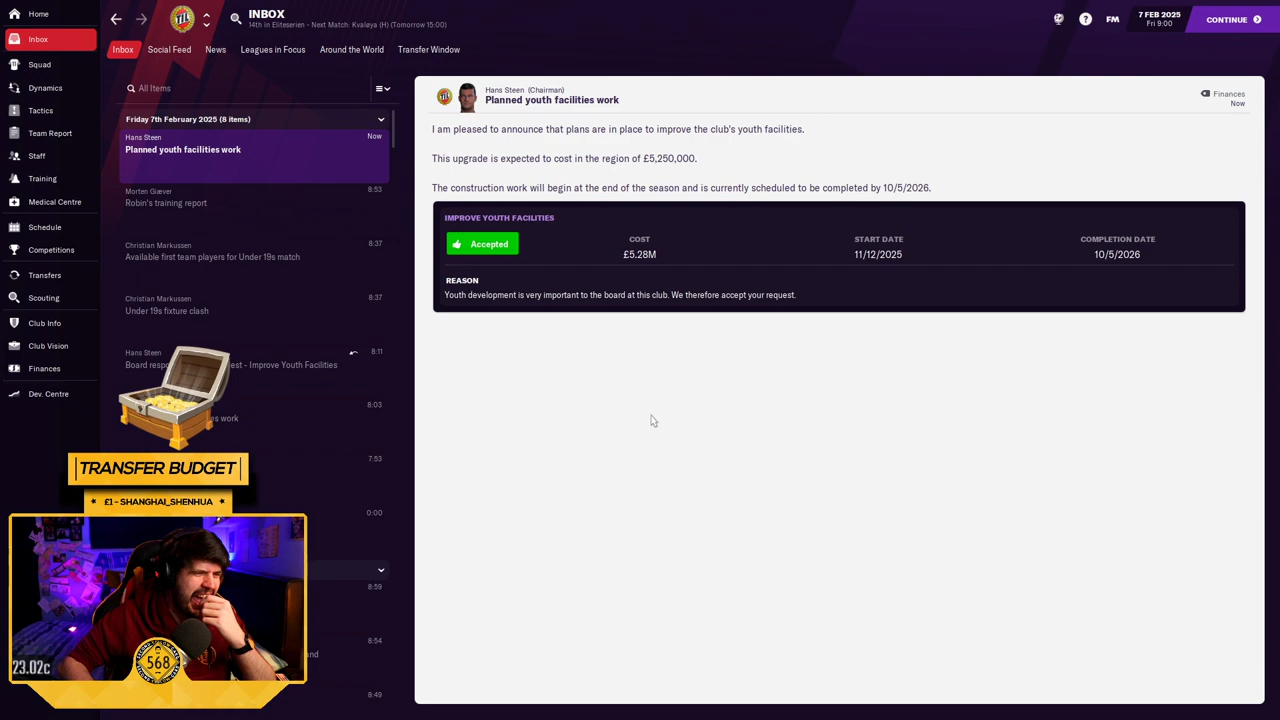 Home
Inbox
Squad
Dynamics
Tactics
Team Report
Staff
Training
Medical Centre
Schedule
Competitions
Transfers
Scouting
Club Info
Club Vision
Finances
Dev. Centre
TIL
INBOX
14th in Eliteserien - Next Match: Kvaløya (H) (Tomorrow 15:00)
FM
7 FEB 2025
Fri 9:00
CONTINUE
Inbox
Social Feed
News
Leagues in Focus
Around the World
Transfer Window
All Items
Friday 7th February 2025 (8 items)
Hans Steen
Now
Planned youth facilities work
Morten Giæver
8:53
Robin's training report
Christian Markussen
8:37
Available first team players for Under 19s match
Christian Markussen
8:37
Under 19s fixture clash
Hans Steen
8:11
Board resp
est - Improve Youth Facilities
8:03
es work
7:53
0:00
8:59
8:54
nd
8:49
TRANSFER BUDGET
£1 - SHANGHAI_SHENHUA
568
23.02c
Hans Steen (Chairman)
Planned youth facilities work
Finances
Now
I am pleased to announce that plans are in place to improve the club's youth facilities.
This upgrade is expected to cost in the region of £5,250,000.
The construction work will begin at the end of the season and is currently scheduled to be completed by 10/5/2026.
IMPROVE YOUTH FACILITIES
Accepted
COST
£5.28M
START DATE
11/12/2025
COMPLETION DATE
10/5/2026
REASON
Youth development is very important to the board at this club. We therefore accept your request.